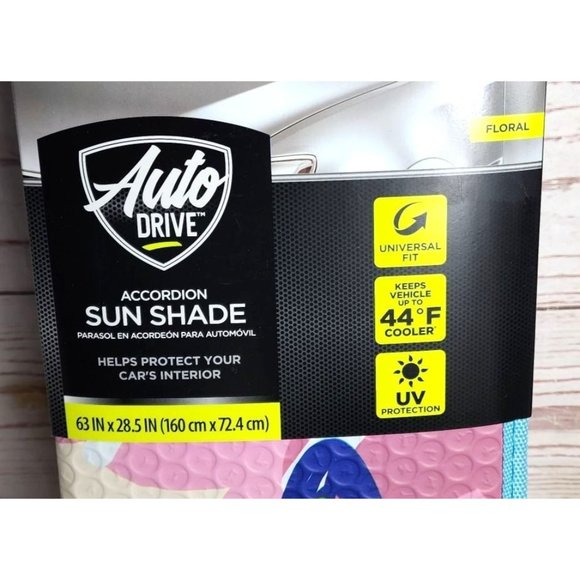 FLORAL
Auto
DRIVE™
ACCORDION
SUN SHADE
PARASOL EN ACORDEÓN PARA AUTOMÓVIL
HELPS PROTECT YOUR
CAR'S INTERIOR
63 IN x 28.5 IN (160 cm x 72.4 cm)
UNIVERSAL
FIT
KEEPS
VEHICLE
UP TO
44°F
COOLER*
UV
PROTECTION